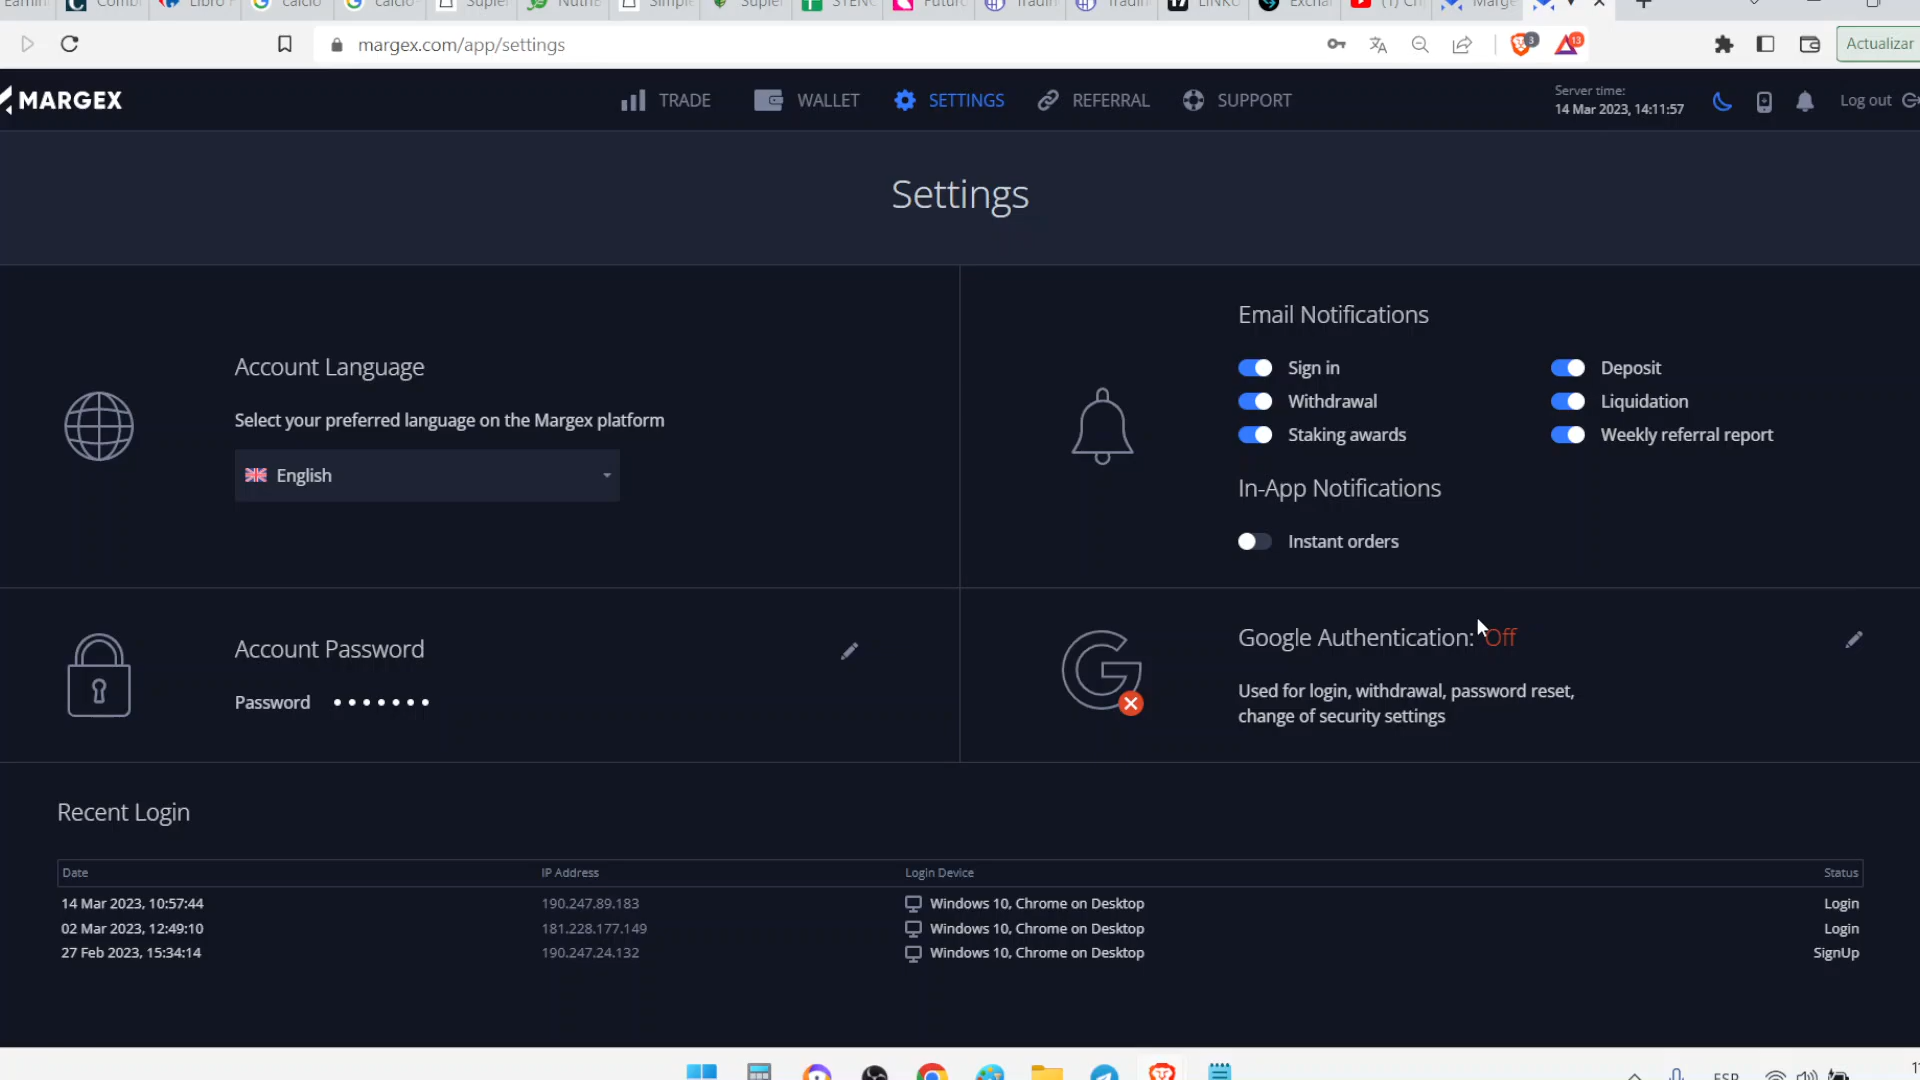 Libro
calcio
margex.com/app/settings
3
13
Actualizar
MARGEX
TRADE
WALLET
SETTINGS
REFERRAL
SUPPORT
Server time:
14 Mar 2023, 14:11:57
Log out
Settings
Account Language
Select your preferred language on the Margex platform
English
Email Notifications
Sign in
Deposit
Withdrawal
Liquidation
Staking awards
Weekly referral report
In-App Notifications
Instant orders
Account Password
Password
Google Authentication: Off
Used for login, withdrawal, password reset,
change of security settings
Recent Login
Date IP Address Login Device Status
14 Mar 2023, 10:57:44 190.247.89.183 Windows 10, Chrome on Desktop Login
02 Mar 2023, 12:49:10 181.228.177.149 Windows 10, Chrome on Desktop Login
27 Feb 2023, 15:34:14 190.247.24.132 Windows 10, Chrome on Desktop SignUp
ESP